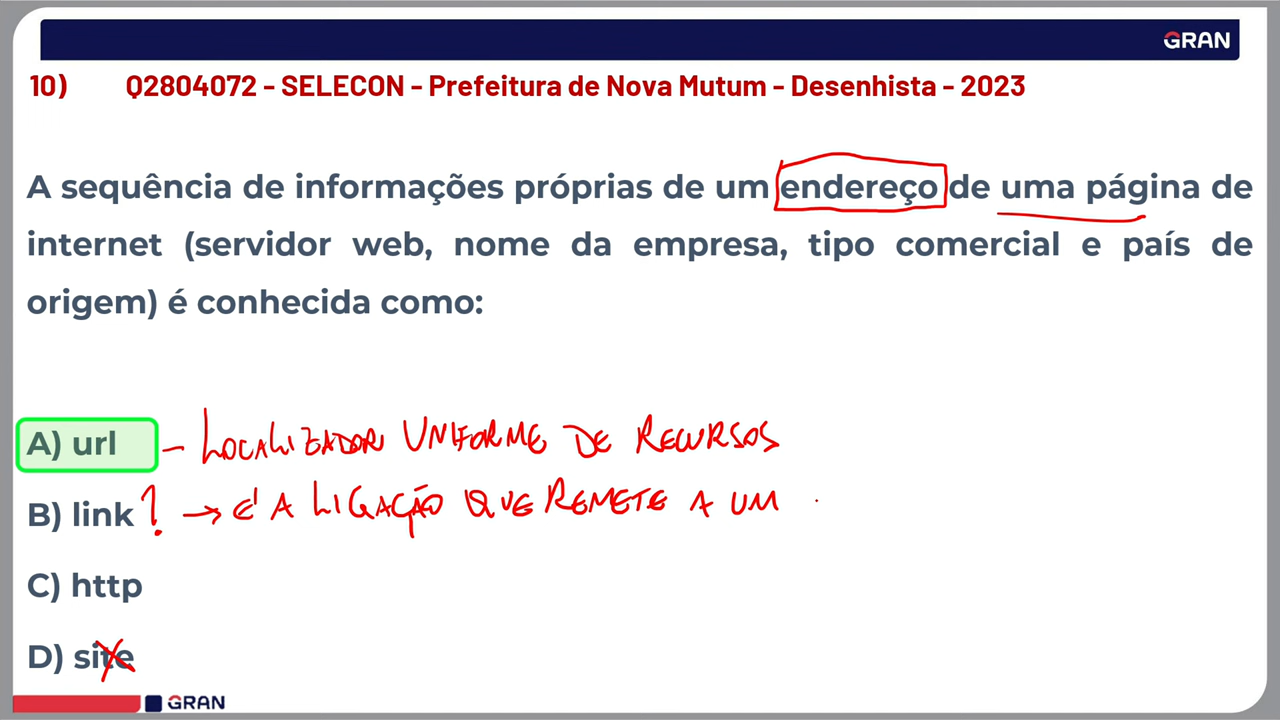 GRAN
10) Q2804072 - SELECON - Prefeitura de Nova Mutum - Desenhista - 2023
A sequência de informações próprias de um endereço de uma página de
internet (servidor web, nome da empresa, tipo comercial e país de
origem) é conhecida como:
A) url - LOCALIZADOR UNIFORME DE RECURSOS
B) link ? → É A LIGAÇÃO QUE REMETE A UM
C) http
D) site
GRAN